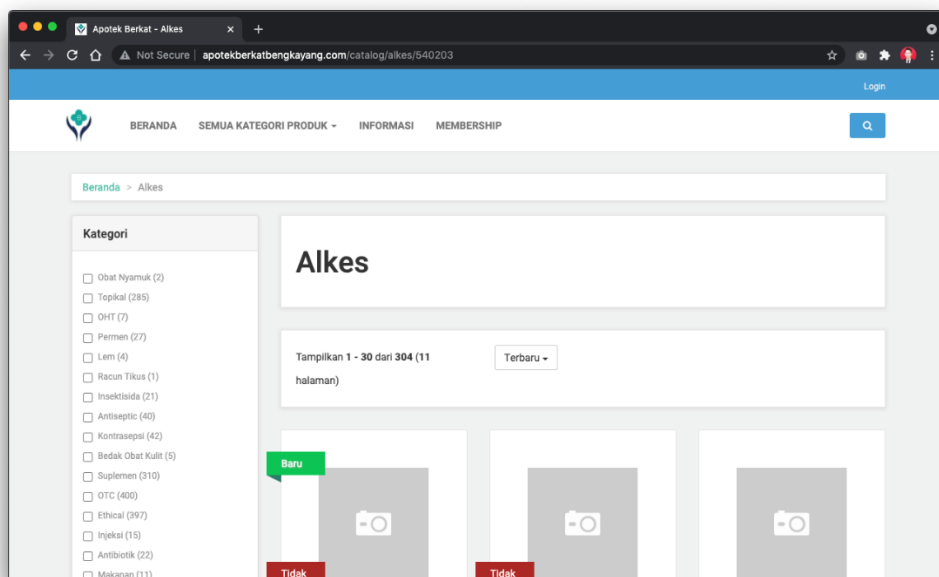 Apotek Berkat - Alkes
Not Secure | apotekberkatbengkayang.com/catalog/alkes/540203
Login
BERANDA SEMUA KATEGORI PRODUK INFORMASI MEMBERSHIP
Beranda > Alkes
Kategori
Obat Nyamuk (2)
Topikal (285)
OHT (7)
Permen (27)
Lem (4)
Racun Tikus (1)
Insektisida (21)
Antiseptic (40)
Kontrasepsi (42)
Bedak Obat Kulit (5)
Suplemen (310)
OTC (400)
Ethical (397)
Injeksi (15)
Antibiotik (22)
Makanan (11)
Alkes
Tampilkan 1 - 30 dari 304 (11
halaman)
Terbaru
Baru
Tidak
Tidak